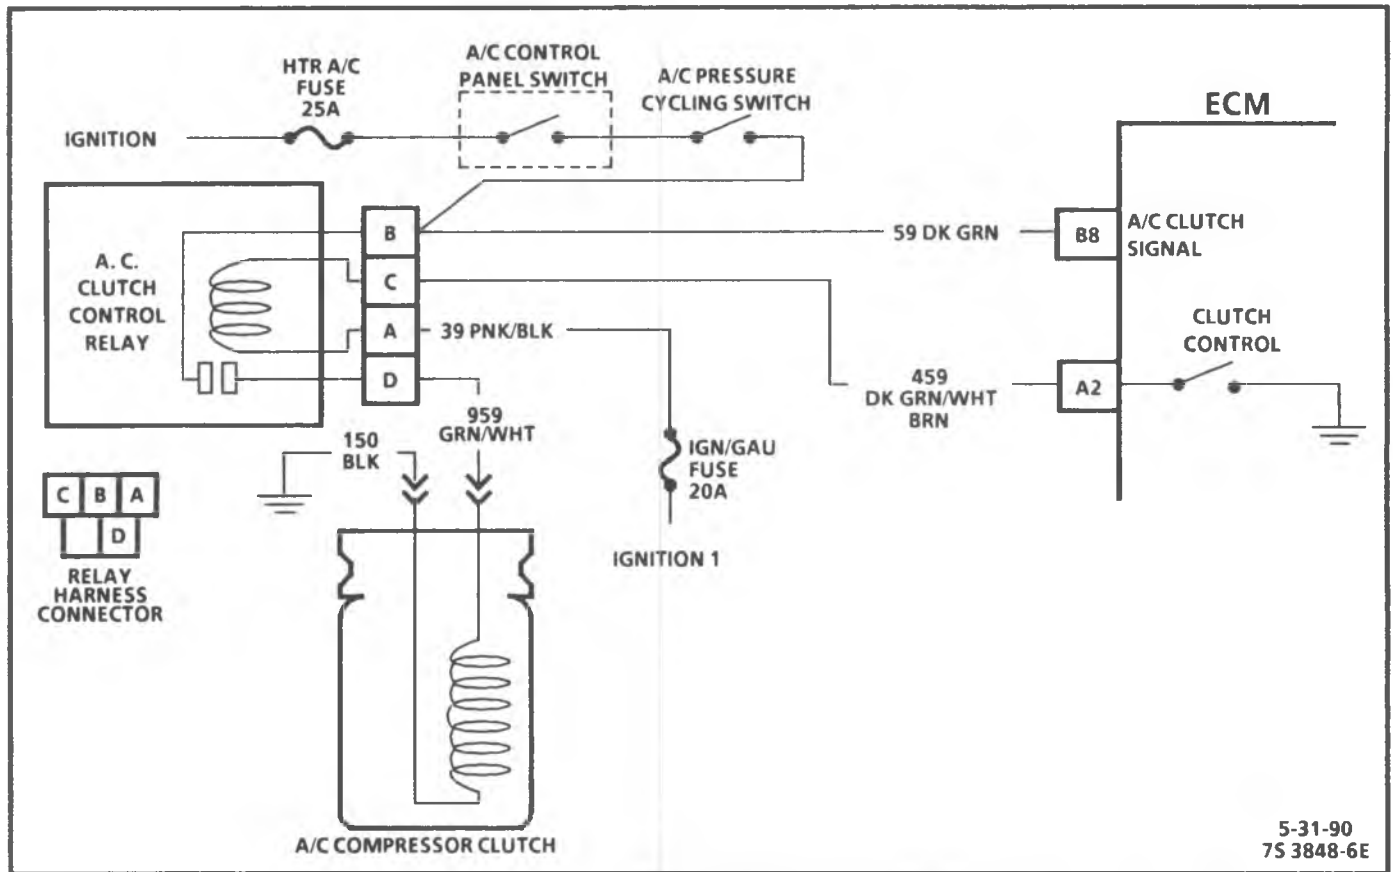 HTR A/C
FUSE
25A
A/C CONTROL
PANEL SWITCH
A/C PRESSURE
CYCLING SWITCH
ECM
IGNITION
B
59 DK GRN
B8
A/C CLUTCH
SIGNAL
A. C.
CLUTCH
CONTROL
RELAY
C
A
39 PNK/BLK
D
CLUTCH
CONTROL
459
DK GRN/WHT
BRN
A2
959
GRN/WHT
150
BLK
IGN/GAU
FUSE
20A
C B A
D
RELAY
HARNESS
CONNECTOR
IGNITION 1
A/C COMPRESSOR CLUTCH
5-31-90
7S 3848-6E